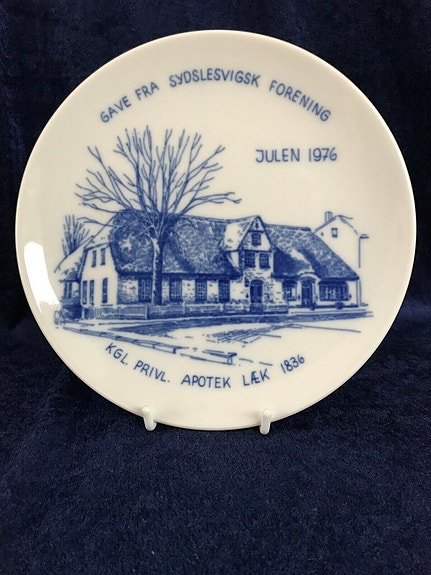 GAVE FRA SYDSLESVIGSK FORENING
JULEN 1976
KGL. PRIVL. APOTEK LÆK 1836